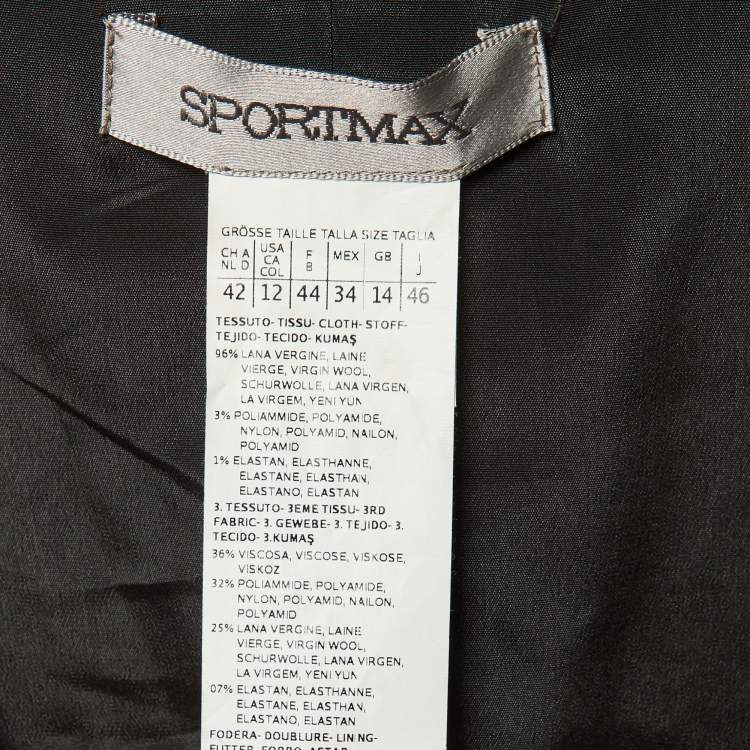 SPORTMAX
GRÖSSE TAILLE TALLA SIZE TAGLIA
CH A NL D USA CA COL F B MEX GB I J
42 12 44 34 14 46
TESSUTO- TISSU- CLOTH- STOFF-
TEJIDO- TECIDO- KUMAŞ
96% LANA VERGINE, LAINE
VIERGE, VIRGIN WOOL,
SCHURWOLLE, LANA VIRGEN,
LA VIRGEM, YENI YÜN
3% POLIAMMIDE, POLYAMIDE,
NYLON, POLYAMID, NAILON,
POLYAMID
1% ELASTAN, ELASTHANNE,
ELASTANE, ELASTHAN,
ELASTANO, ELASTAN
3. TESSUTO- 3EME TISSU- 3RD
FABRIC- 3. GEWEBE- 3. TEJIDO- 3.
TECIDO- 3.KUMAŞ
36% VISCOSA, VISCOSE, VISKOSE,
VISKOZ
32% POLIAMMIDE, POLYAMIDE,
NYLON, POLYAMID, NAILON,
POLYAMID
25% LANA VERGINE, LAINE
VIERGE, VIRGIN WOOL,
SCHURWOLLE, LANA VIRGEN,
LA VIRGEM, YENI YÜN
07% ELASTAN, ELASTHANNE,
ELASTANE, ELASTHAN,
ELASTANO, ELASTAN
FODERA- DOUBLURE- LINING-
FUTTER- FORRO- ASTAR